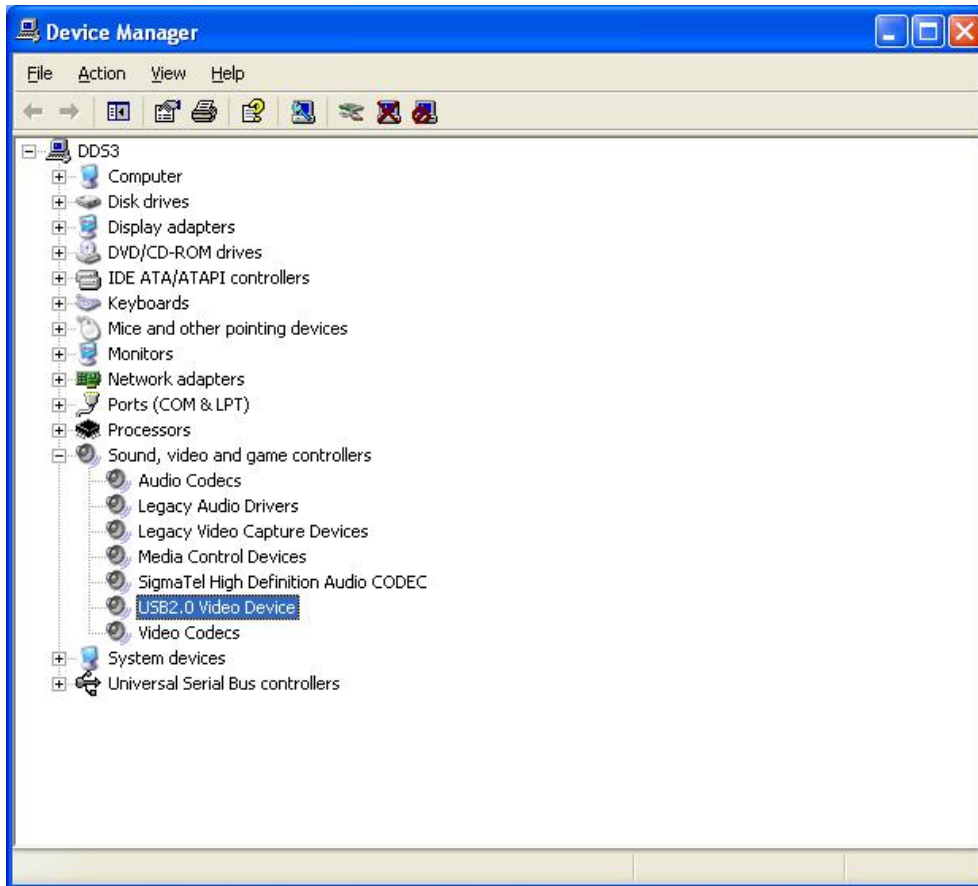 Device Manager
File Action View Help
DDS3
Computer
Disk drives
Display adapters
DVD/CD-ROM drives
IDE ATA/ATAPI controllers
Keyboards
Mice and other pointing devices
Monitors
Network adapters
Ports (COM & LPT)
Processors
Sound, video and game controllers
Audio Codecs
Legacy Audio Drivers
Legacy Video Capture Devices
Media Control Devices
SigmaTel High Definition Audio CODEC
USB2.0 Video Device
Video Codecs
System devices
Universal Serial Bus controllers